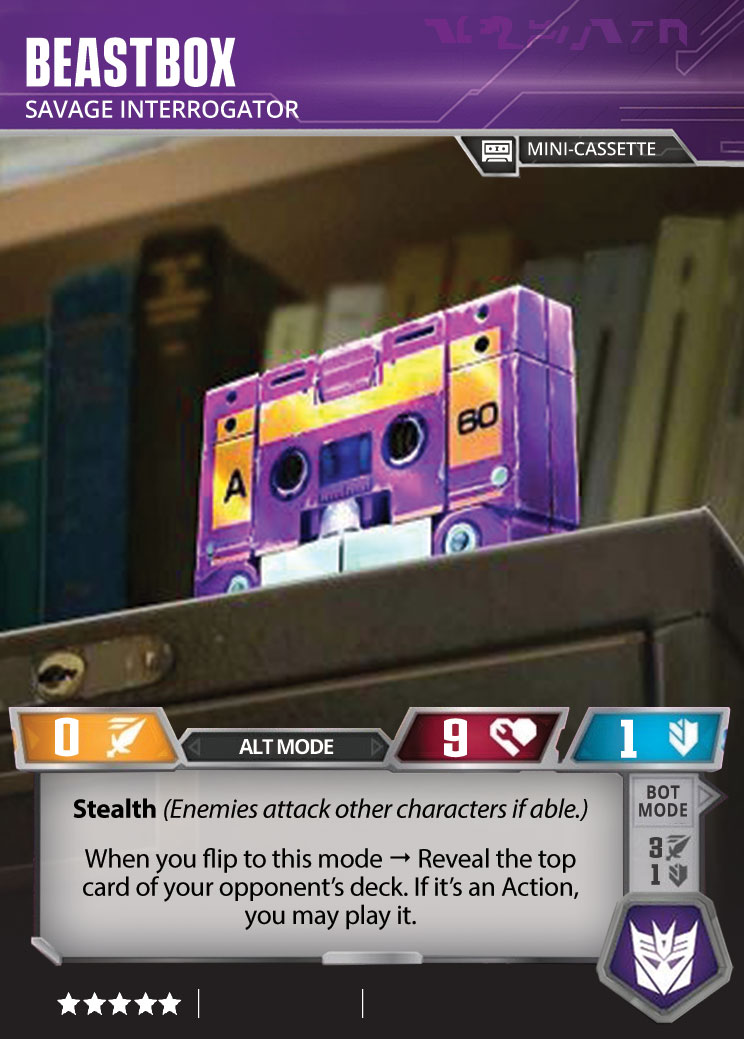 BEASTBOX
SAVAGE INTERROGATOR
MINI-CASSETTE
A
60
0
ALT MODE
9
1
Stealth (Enemies attack other characters if able.)
When you flip to this mode → Reveal the top
card of your opponent's deck. If it's an Action,
you may play it.
BOT
MODE
3
1
★★★★★